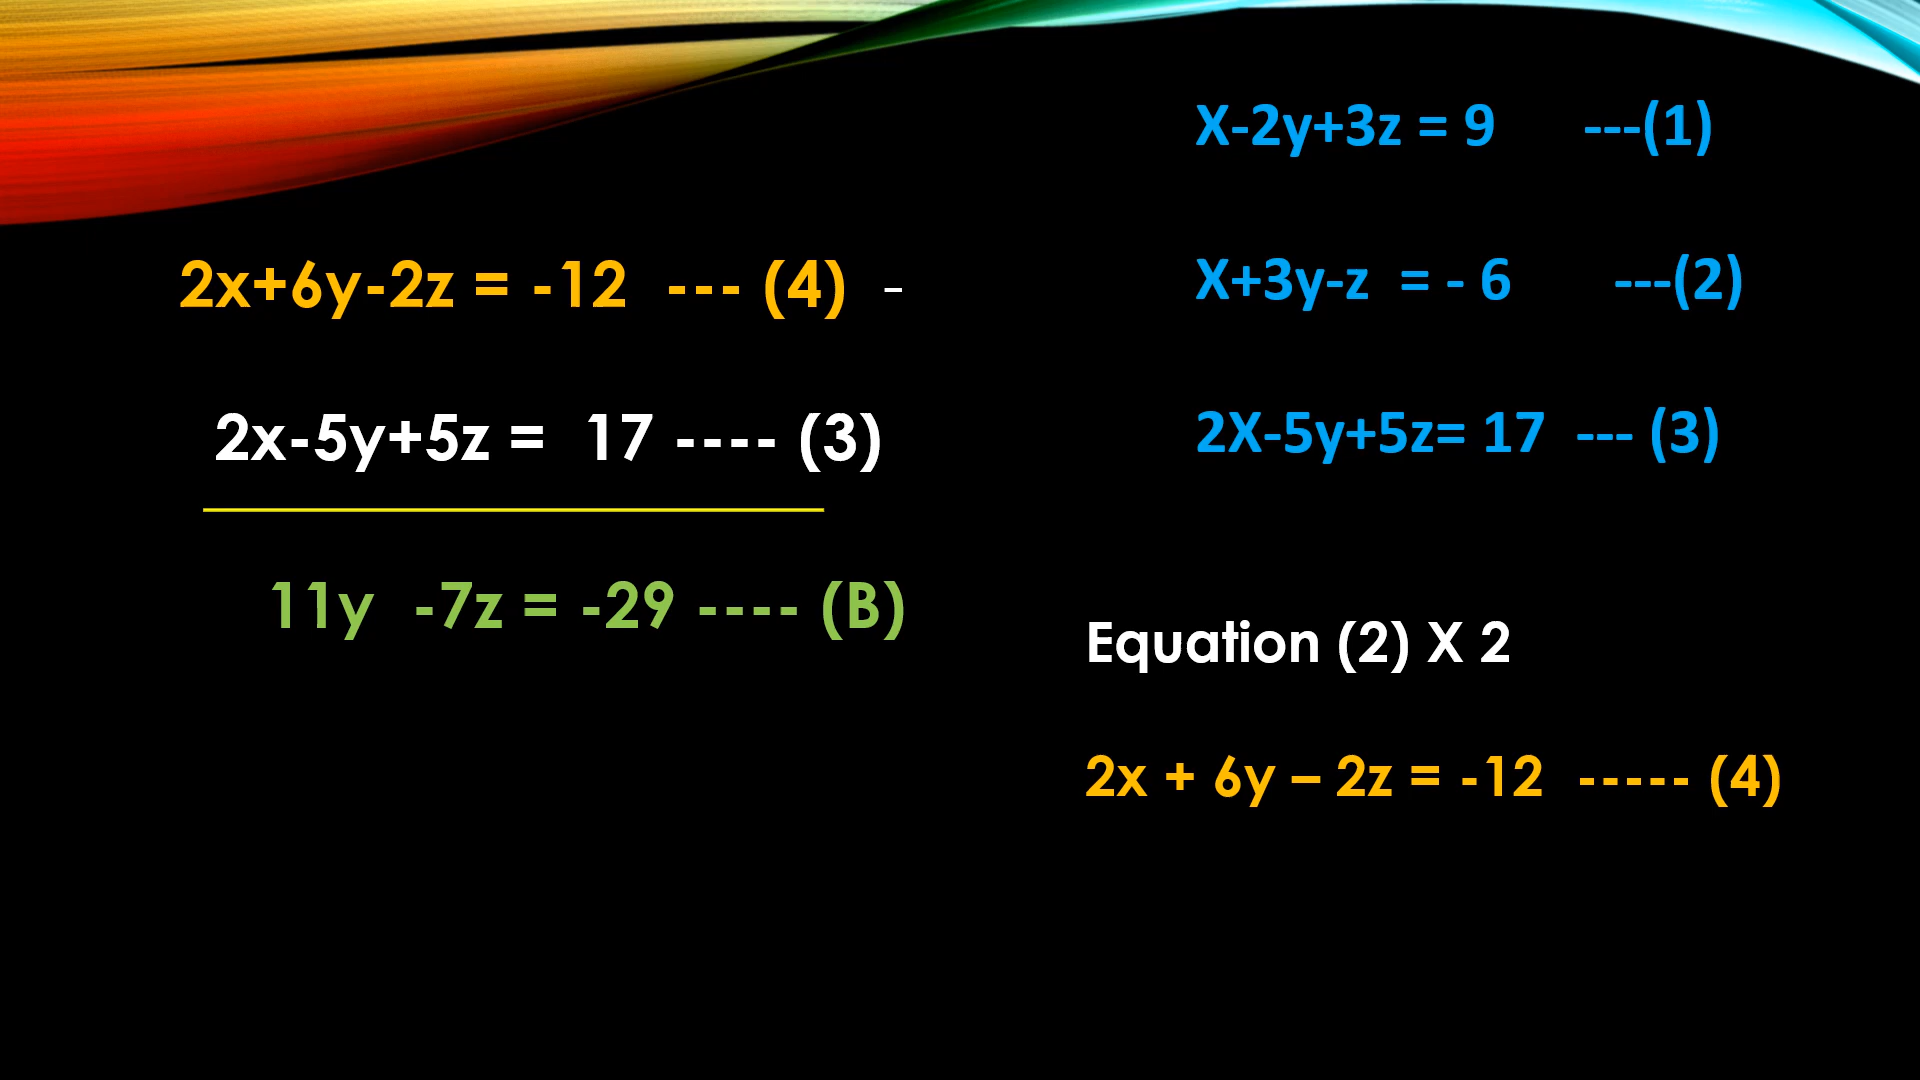 X-2y+3z = 9 ---(1)
X+3y-z = - 6 ---(2)
2X-5y+5z= 17 --- (3)
Equation (2) X 2
2x + 6y – 2z = -12 ----- (4)
2x+6y-2z = -12 --- (4) -
2x-5y+5z = 17 ---- (3)
11y -7z = -29 ---- (B)